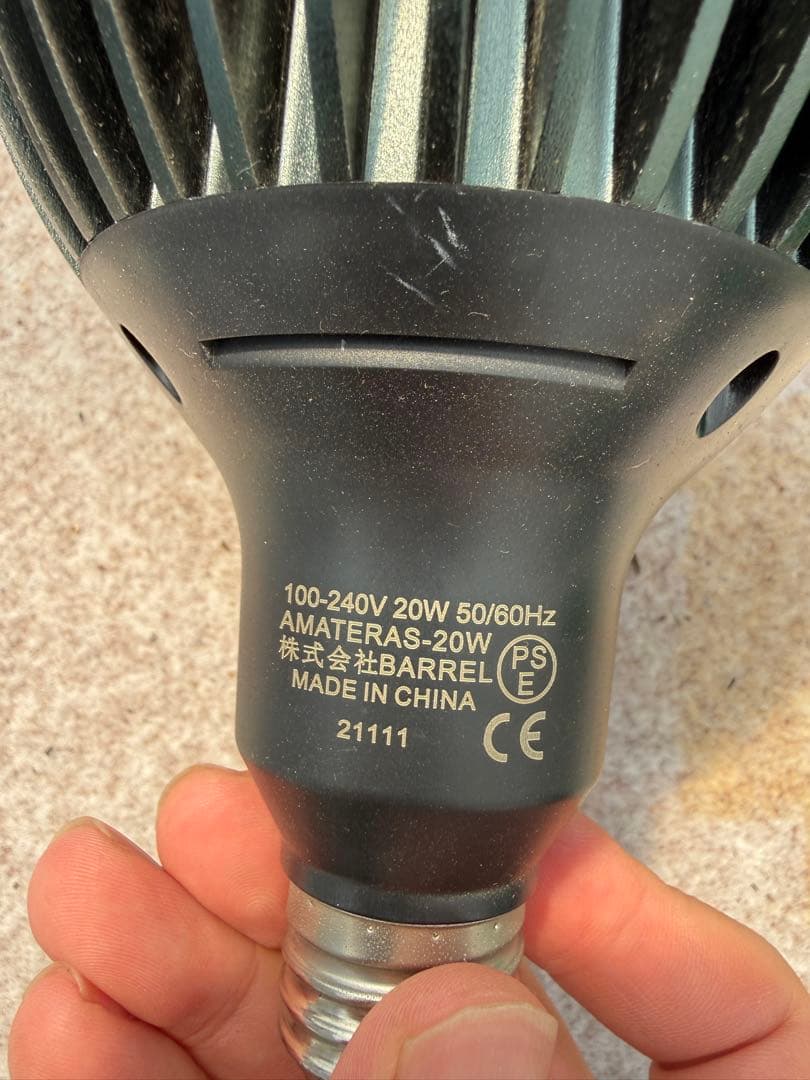 100-240V 20W 50/60Hz
AMATERAS-20W
株式会社BARREL
PS
E
MADE IN CHINA
21111
CE